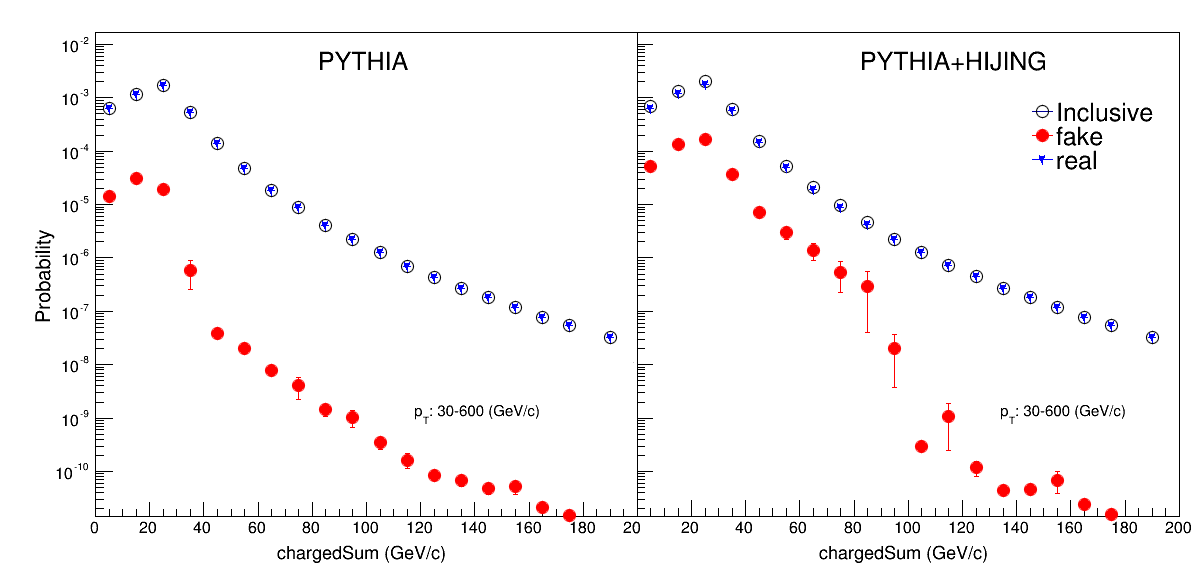 PYTHIA
PYTHIA+HIJING
Inclusive
fake
real
Probability
10^-2
10^-3
10^-4
10^-5
10^-6
10^-7
10^-8
10^-9
10^-10
p_T: 30-600 (GeV/c)
p_T: 30-600 (GeV/c)
0 20 40 60 80 100 120 140 160 180 20
20 40 60 80 100 120 140 160 180 200
chargedSum (GeV/c)
chargedSum (GeV/c)